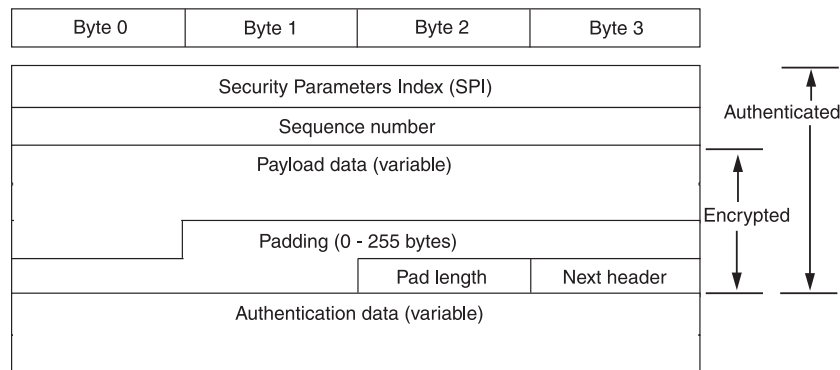 Byte 0 Byte 1 Byte 2 Byte 3
Security Parameters Index (SPI)
Authenticated
Sequence number
Payload data (variable)
Encrypted
Padding (0 - 255 bytes)
Pad length Next header
Authentication data (variable)